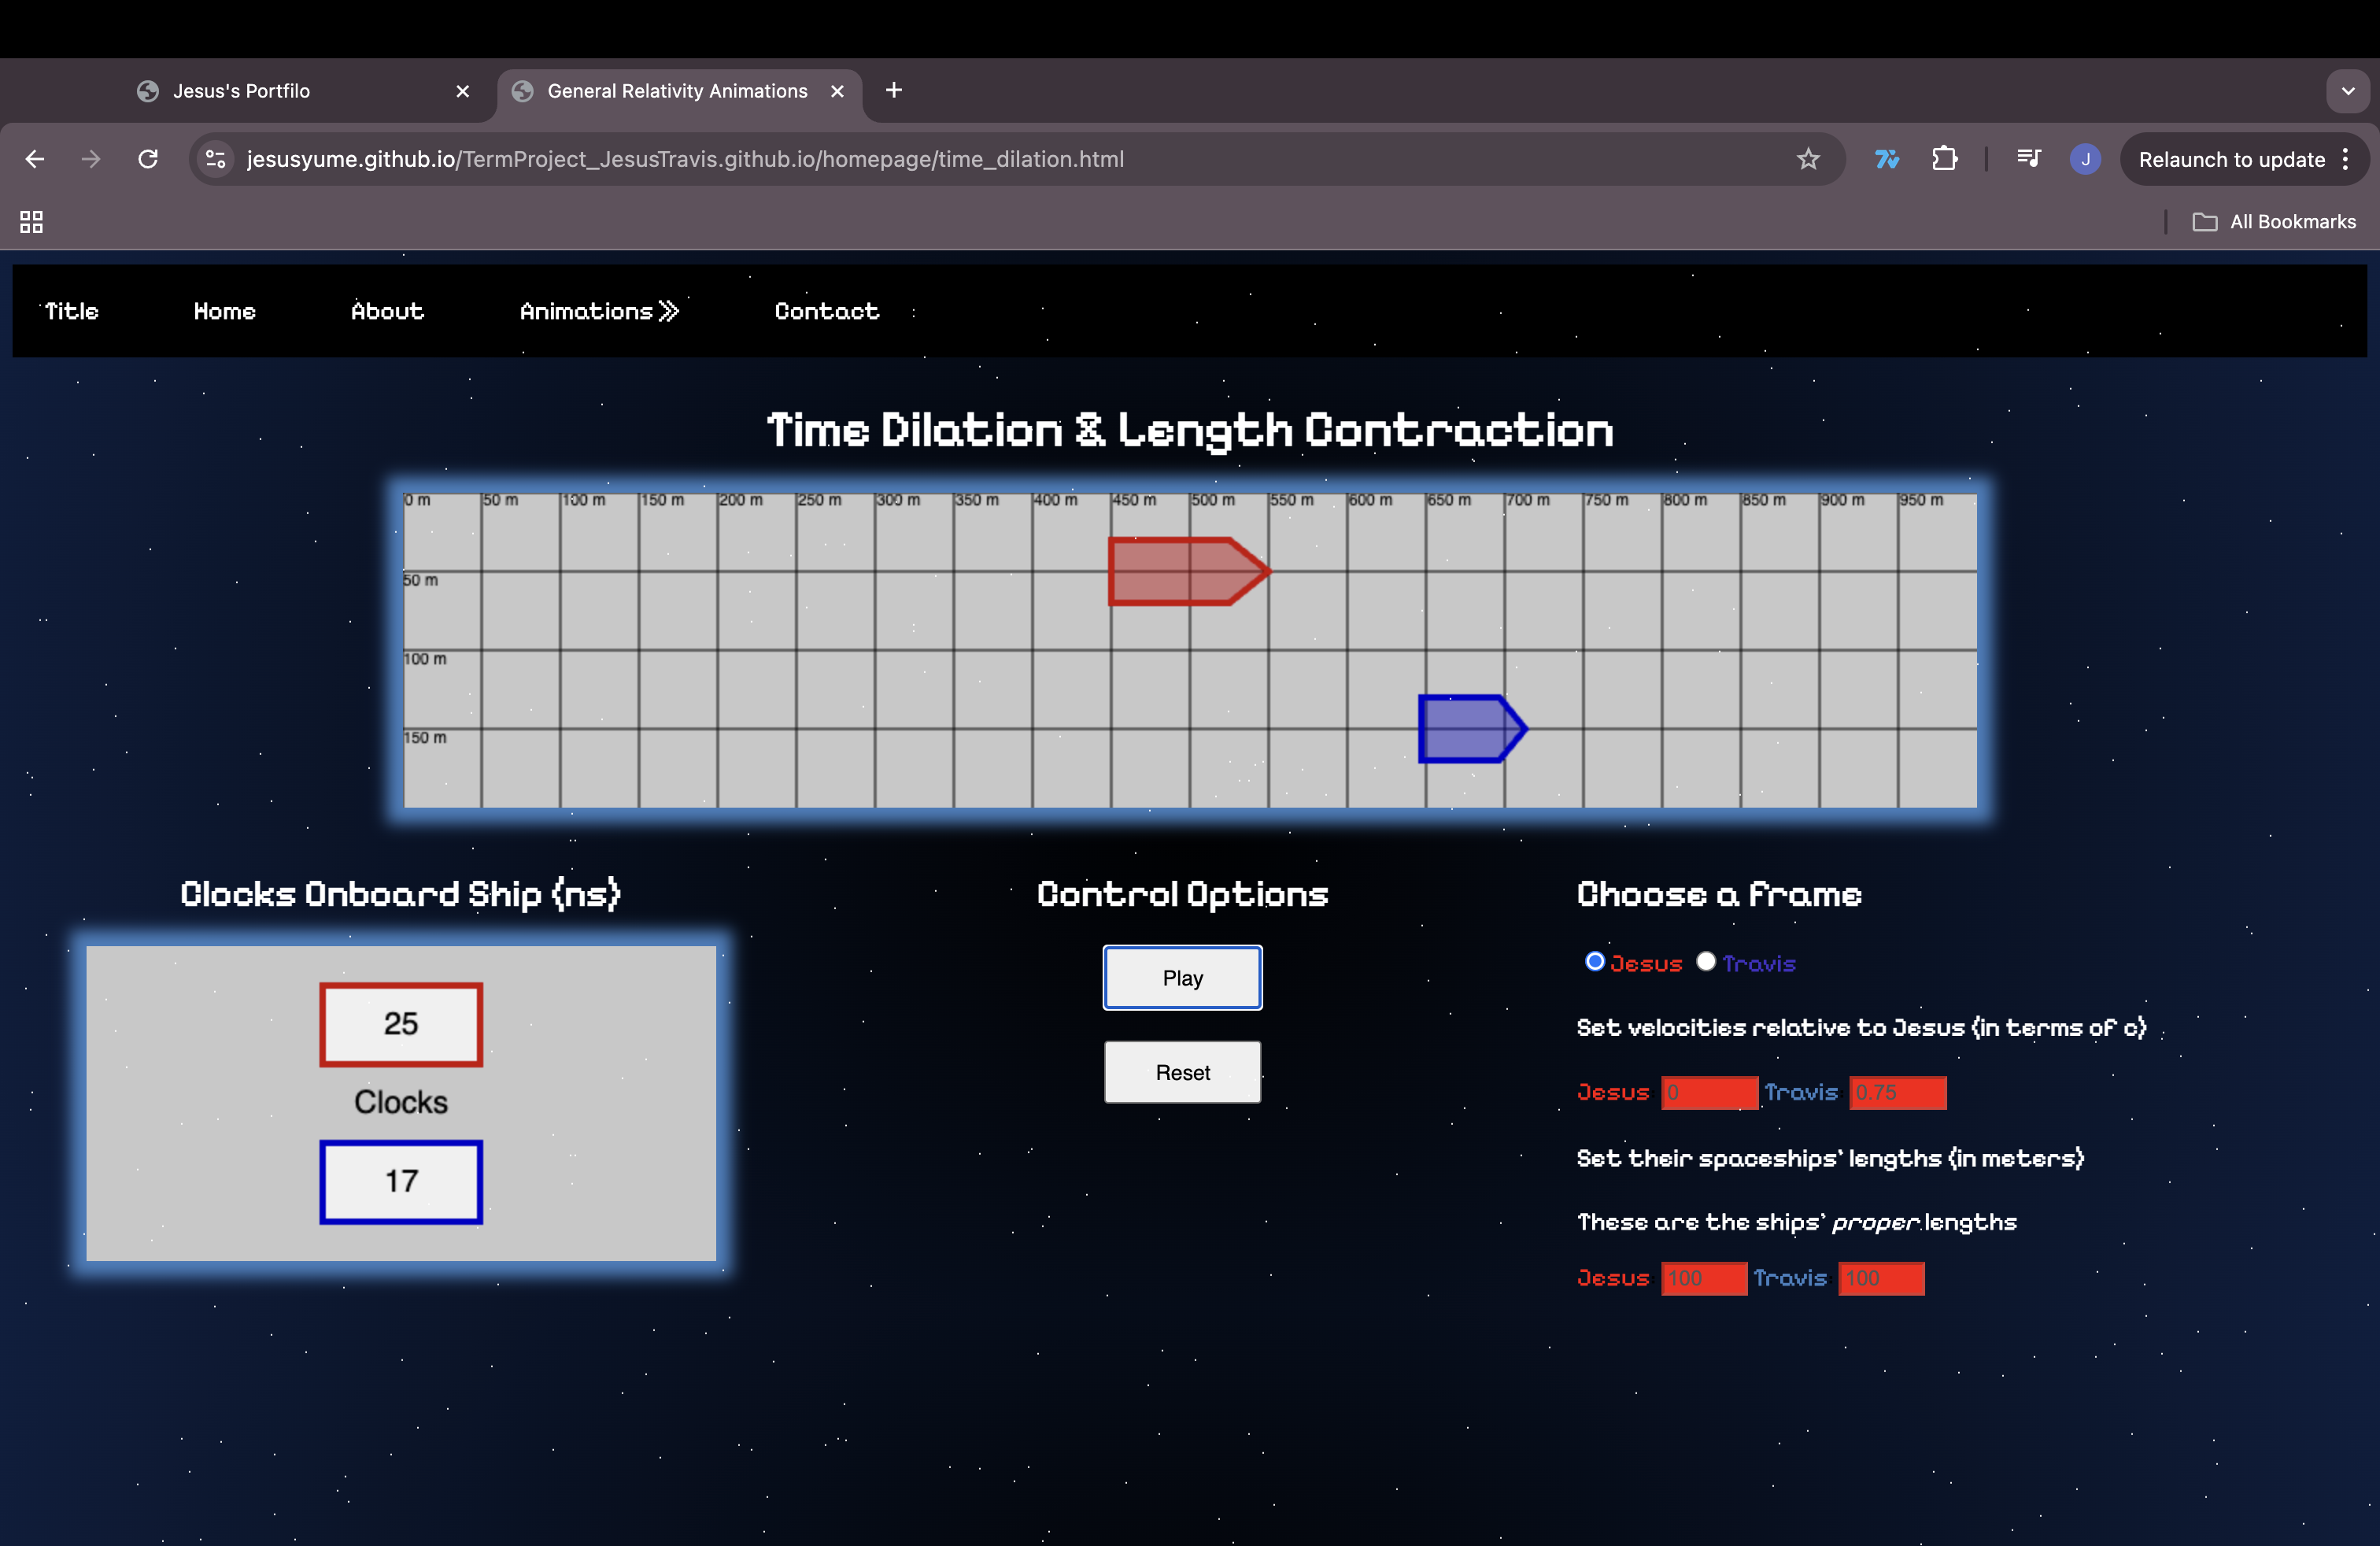 Jesus's Portfilo
General Relativity Animations
jesusyume.github.io/TermProject_JesusTravis.github.io/homepage/time_dilation.html
J
Relaunch to update
All Bookmarks
Title Home About Animations Contact
Time Dilation & Length Contraction
0 m 50 m 100 m 150 m 200 m 250 m 300 m 350 m 400 m 450 m 500 m 550 m 600 m 650 m 700 m 750 m 800 m 850 m 900 m 950 m
50 m
100 m
150 m
Clocks Onboard Ship (ns)
25
Clocks
17
Control Options
Play
Reset
Choose a Frame
Jesus Travis
Set velocities relative to Jesus (in terms of c)
Jesus 0 Travis 0.75
Set their spaceships' lengths (in meters)
These are the ships' proper lengths
Jesus 100 Travis 100